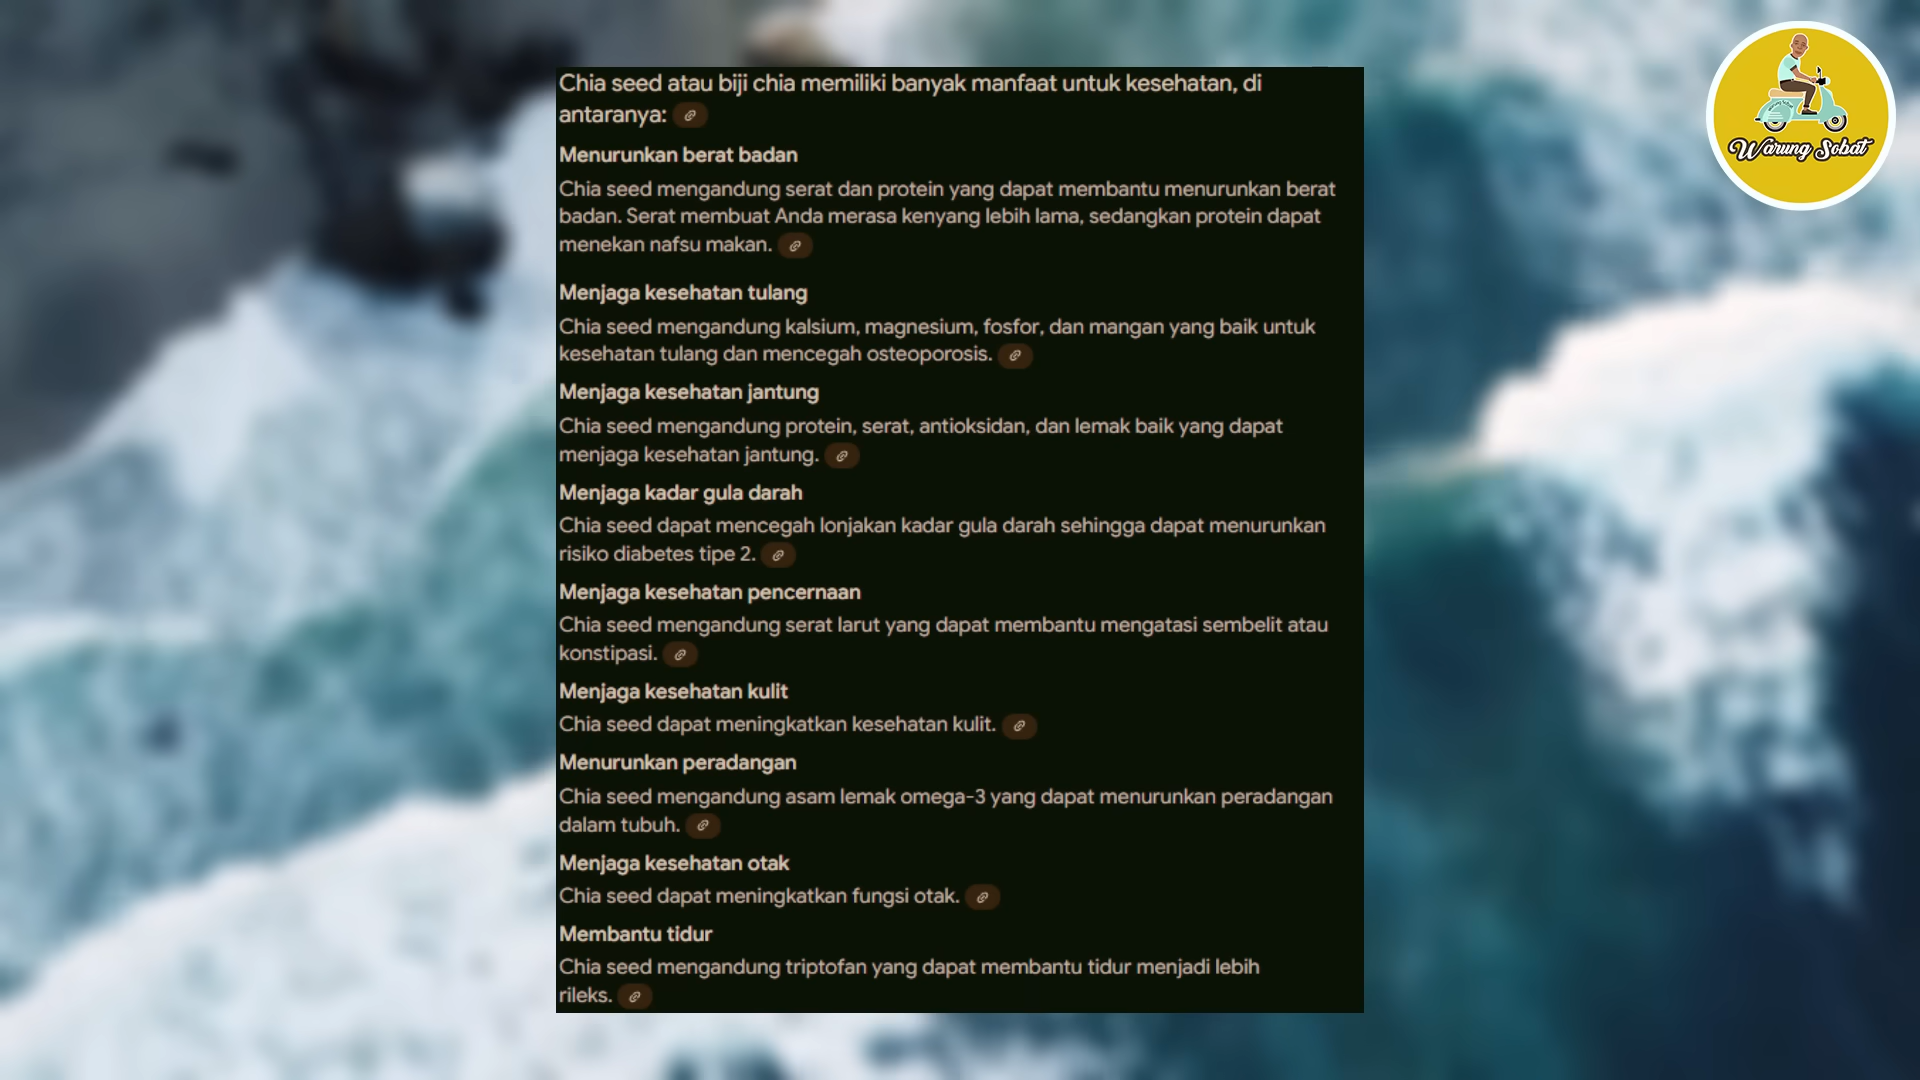 Chia seed atau biji chia memiliki banyak manfaat untuk kesehatan, di
antaranya:
Menurunkan berat badan
Chia seed mengandung serat dan protein yang dapat membantu menurunkan berat
badan. Serat membuat Anda merasa kenyang lebih lama, sedangkan protein dapat
menekan nafsu makan.
Menjaga kesehatan tulang
Chia seed mengandung kalsium, magnesium, fosfor, dan mangan yang baik untuk
kesehatan tulang dan mencegah osteoporosis.
Menjaga kesehatan jantung
Chia seed mengandung protein, serat, antioksidan, dan lemak baik yang dapat
menjaga kesehatan jantung.
Menjaga kadar gula darah
Chia seed dapat mencegah lonjakan kadar gula darah sehingga dapat menurunkan
risiko diabetes tipe 2.
Menjaga kesehatan pencernaan
Chia seed mengandung serat larut yang dapat membantu mengatasi sembelit atau
konstipasi.
Menjaga kesehatan kulit
Chia seed dapat meningkatkan kesehatan kulit.
Menurunkan peradangan
Chia seed mengandung asam lemak omega-3 yang dapat menurunkan peradangan
dalam tubuh.
Menjaga kesehatan otak
Chia seed dapat meningkatkan fungsi otak.
Membantu tidur
Chia seed mengandung triptofan yang dapat membantu tidur menjadi lebih
rileks.
Warung Sobat